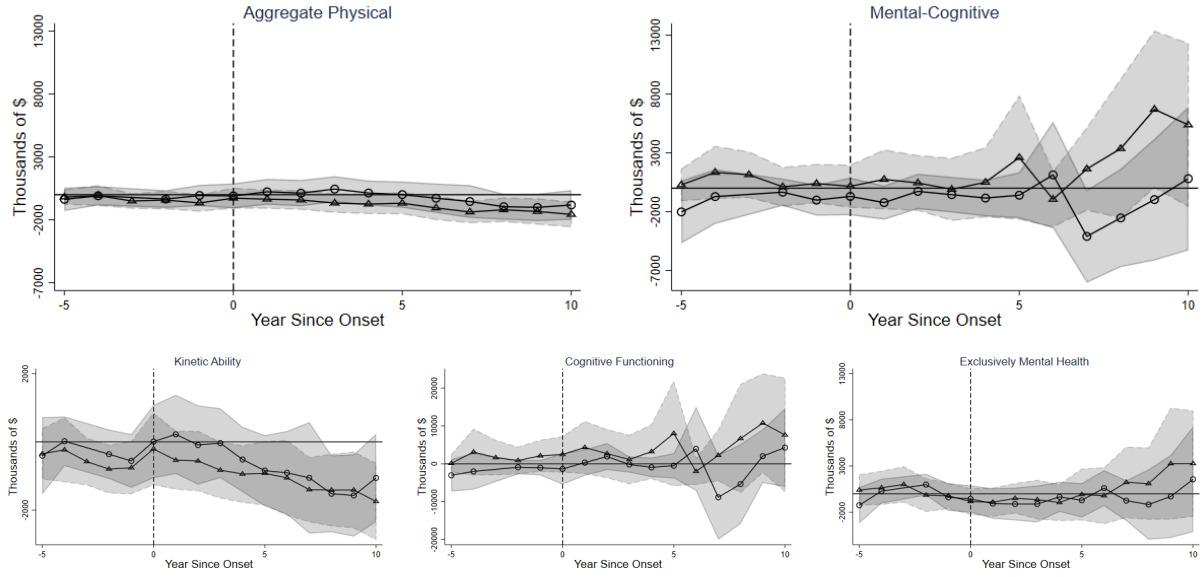 Aggregate Physical
Thousands of $
13000
8000
3000
-2000
-7000
-5 0 5 10
Year Since Onset
Mental-Cognitive
Thousands of $
13000
8000
3000
-2000
-7000
-5 0 5 10
Year Since Onset
Kinetic Ability
Thousands of $
2000
-2000
-5 0 5 10
Year Since Onset
Cognitive Functioning
Thousands of $
20000
10000
0
-10000
-20000
-5 0 5 10
Year Since Onset
Exclusively Mental Health
Thousands of $
13000
8000
3000
-2000
-5 0 5 10
Year Since Onset